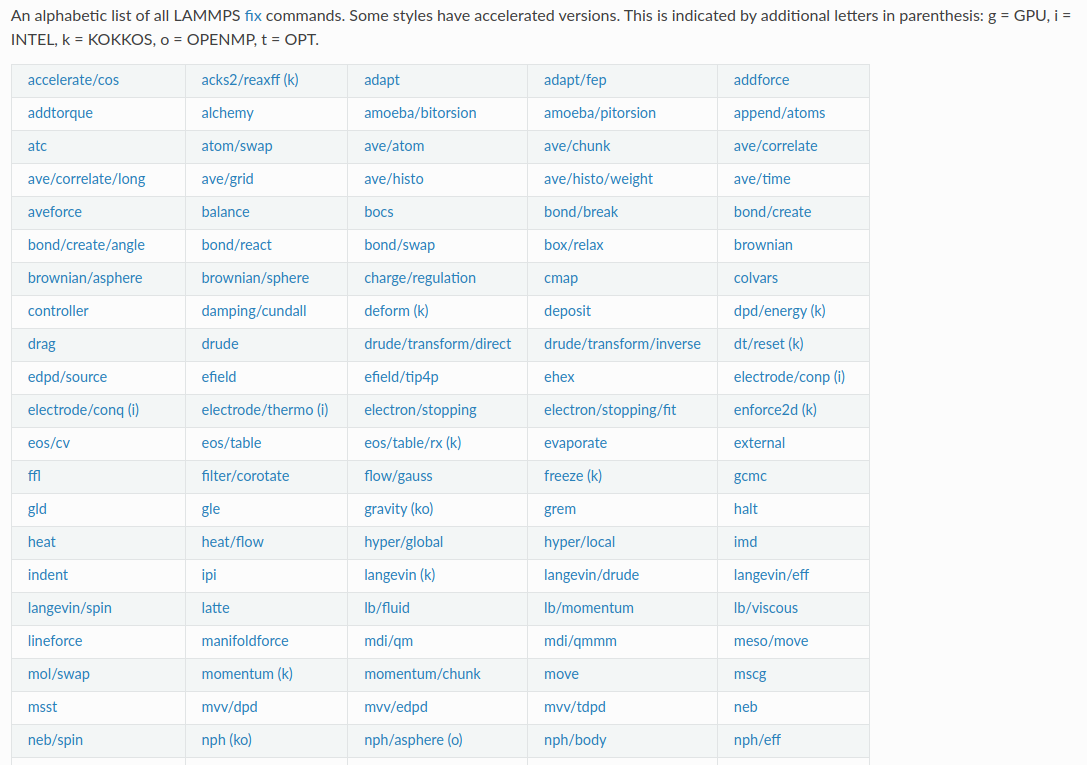 An alphabetic list of all LAMMPS fix commands. Some styles have accelerated versions. This is indicated by additional letters in parenthesis: g = GPU, i =
INTEL, k = KOKKOS, o = OPENMP, t = OPT.
accelerate/cos acks2/reaxff (k) adapt adapt/fep addforce
addtorque alchemy amoeba/bitorsion amoeba/pitorsion append/atoms
atc atom/swap ave/atom ave/chunk ave/correlate
ave/correlate/long ave/grid ave/histo ave/histo/weight ave/time
aveforce balance bocs bond/break bond/create
bond/create/angle bond/react bond/swap box/relax brownian
brownian/asphere brownian/sphere charge/regulation cmap colvars
controller damping/cundall deform (k) deposit dpd/energy (k)
drag drude drude/transform/direct drude/transform/inverse dt/reset (k)
edpd/source efield efield/tip4p ehex electrode/conp (i)
electrode/conq (i) electrode/thermo (i) electron/stopping electron/stopping/fit enforce2d (k)
eos/cv eos/table eos/table/rx (k) evaporate external
ffl filter/corotate flow/gauss freeze (k) gcmc
gld gle gravity (ko) grem halt
heat heat/flow hyper/global hyper/local imd
indent ipi langevin (k) langevin/drude langevin/eff
langevin/spin latte lb/fluid lb/momentum lb/viscous
lineforce manifoldforce mdi/qm mdi/qmmm meso/move
mol/swap momentum (k) momentum/chunk move mscg
msst mvv/dpd mvv/edpd mvv/tdpd neb
neb/spin nph (ko) nph/asphere (o) nph/body nph/eff